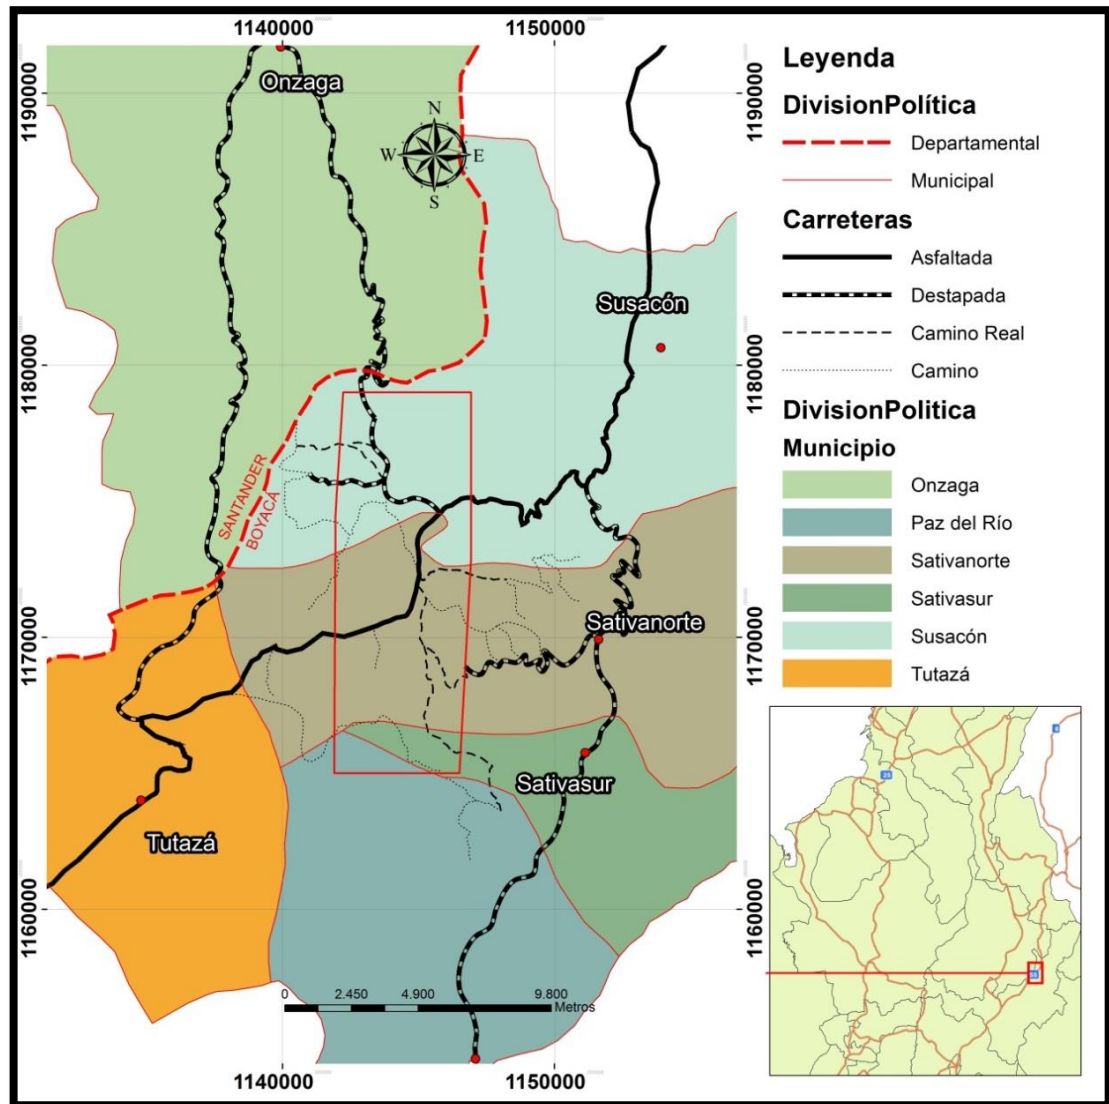 1140000
1150000
1190000
1180000
1170000
1160000
1190000
1180000
1170000
1160000
Onzaga
N
W
E
S
Susacón
SANTANDER
BOYACÁ
Sativanorte
Sativasur
Tutazá
0
2.450
4.900
9.800
Metros
1140000
1150000
Leyenda
DivisionPolítica
Departamental
Municipal
Carreteras
Asfaltada
Destapada
Camino Real
Camino
DivisionPolitica
Municipio
Onzaga
Paz del Río
Sativanorte
Sativasur
Susacón
Tutazá
25